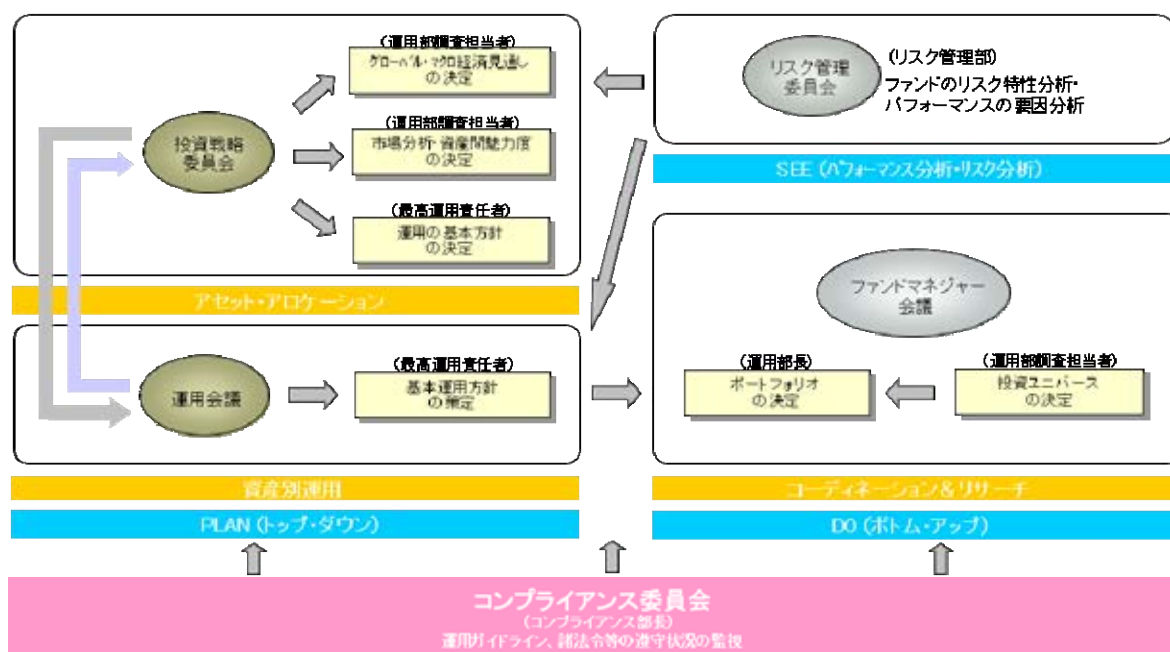 (運用部調査担当者)
グローバル・マクロ経済見通し
の決定
投資戦略
委員会
(運用部調査担当者)
市場分析・資産間魅力度
の決定
(最高運用責任者)
運用の基本方針
の決定
アセット・アロケーション
運用会議
(最高運用責任者)
基本運用方針
の策定
資産別運用
PLAN (トップ・ダウン)
リスク管理
委員会
(リスク管理部)
ファンドのリスク特性分析・
パフォーマンスの要因分析
SEE (パフォーマンス分析・リスク分析)
ファンドマネジャー
会議
(運用部長)
ポートフォリオ
の決定
(運用部調査担当者)
投資ユニバース
の決定
コーディネーション&リサーチ
DO (ボトム・アップ)
コンプライアンス委員会
(コンプライアンス部長)
運用ガイドライン、諸法令等の遵守状況の監視